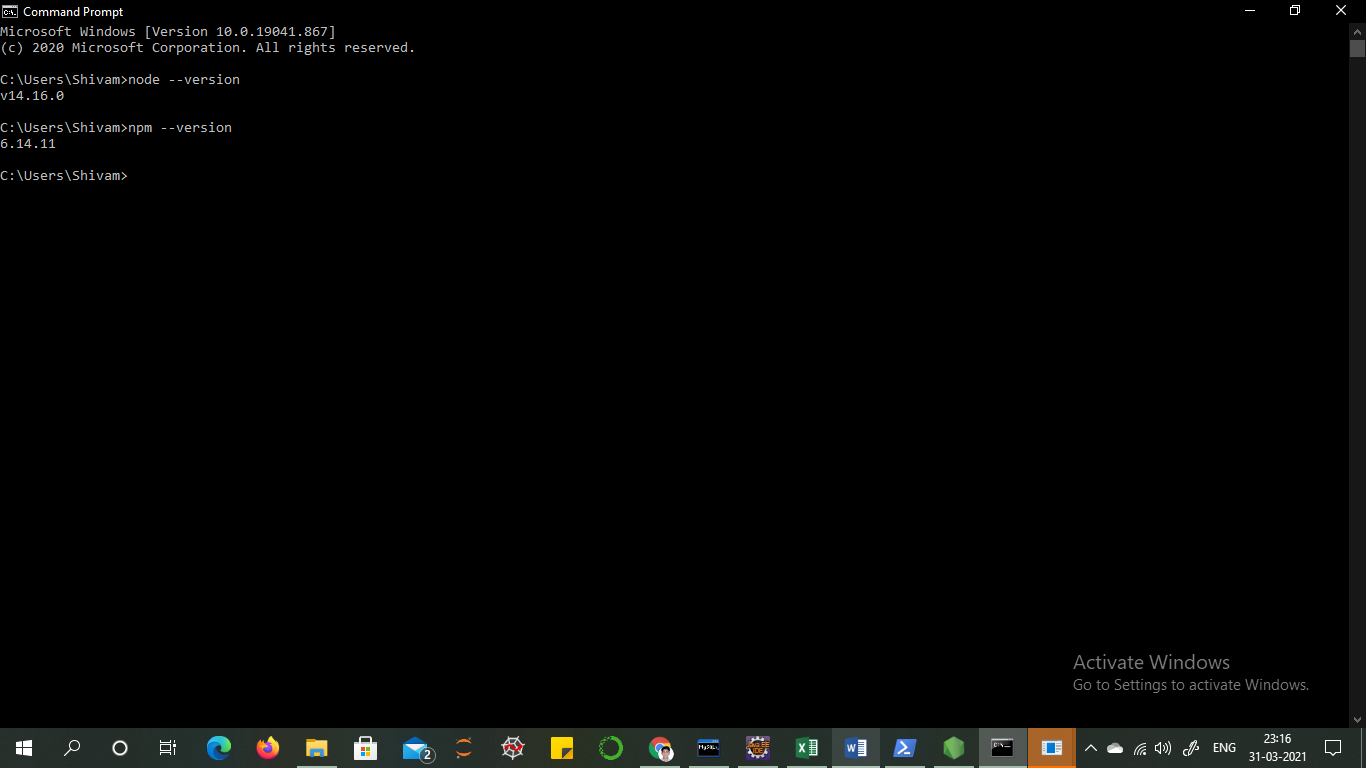 Command Prompt
Microsoft Windows [Version 10.0.19041.867]
(c) 2020 Microsoft Corporation. All rights reserved.
C:\Users\Shivam>node --version
v14.16.0
C:\Users\Shivam>npm --version
6.14.11
C:\Users\Shivam>
Activate Windows
Go to Settings to activate Windows.
2
MySQL
ENG
23:16
31-03-2021